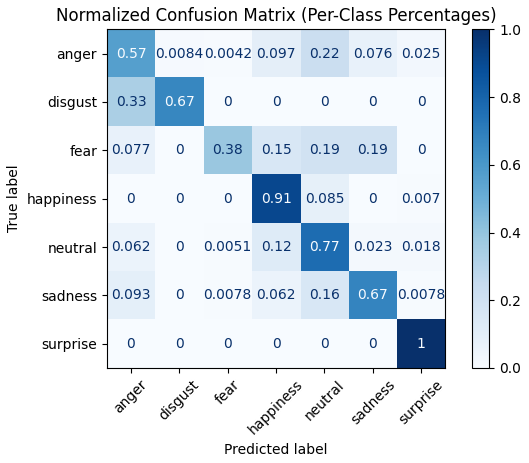 Normalized Confusion Matrix (Per-Class Percentages)
anger 0.57 0.0084 0.0042 0.097 0.22 0.076 0.025
disgust 0.33 0.67 0 0 0 0 0
fear 0.077 0 0.38 0.15 0.19 0.19 0
happiness 0 0 0 0.91 0.085 0 0.007
neutral 0.062 0 0.0051 0.12 0.77 0.023 0.018
sadness 0.093 0 0.0078 0.062 0.16 0.67 0.0078
surprise 0 0 0 0 0 0 1
True label
anger disgust fear happiness neutral sadness surprise
Predicted label
1.0
0.8
0.6
0.4
0.2
0.0